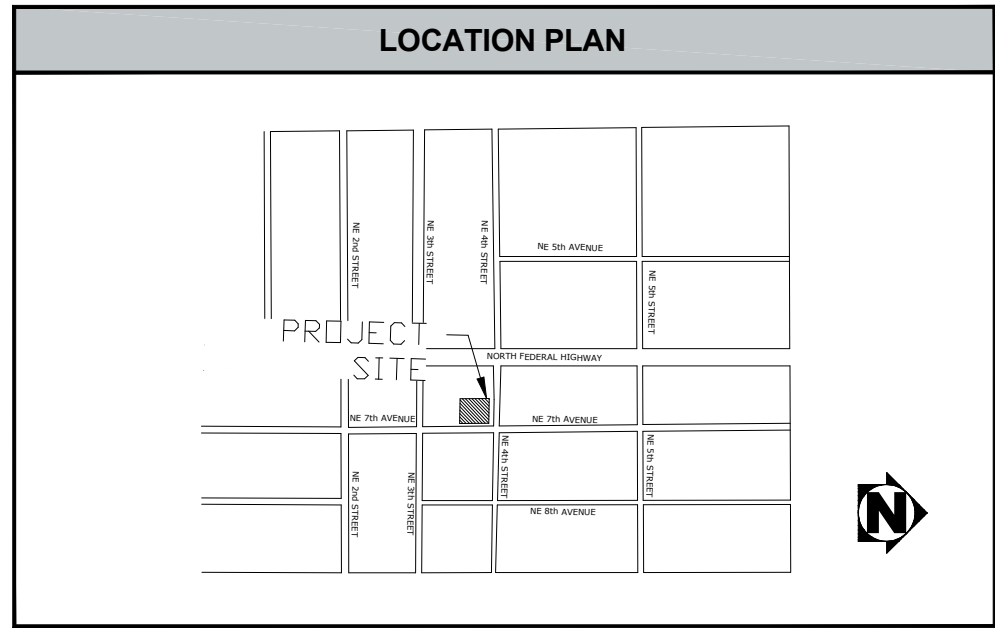 LOCATION PLAN
NE 2nd STREET
NE 3th STREET
NE 4th STREET
NE 5th AVENUE
NE 5th STREET
PROJECT
SITE
NORTH FEDERAL HIGHWAY
NE 7th AVENUE
NE 7th AVENUE
NE 2nd STREET
NE 3th STREET
NE 4th STREET
NE 5th STREET
NE 8th AVENUE
N